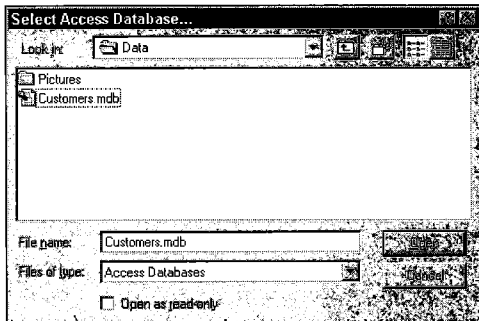 Select Access Database...
Look in: Data
Pictures
Customers.mdb
File name: Customers.mdb Open
Files of type: Access Databases Cancel
Open as read-only